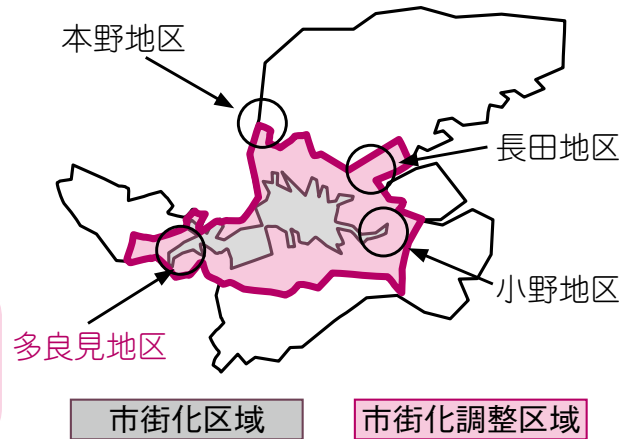 本野地区
長田地区
小野地区
多良見地区
市街化区域
市街化調整区域